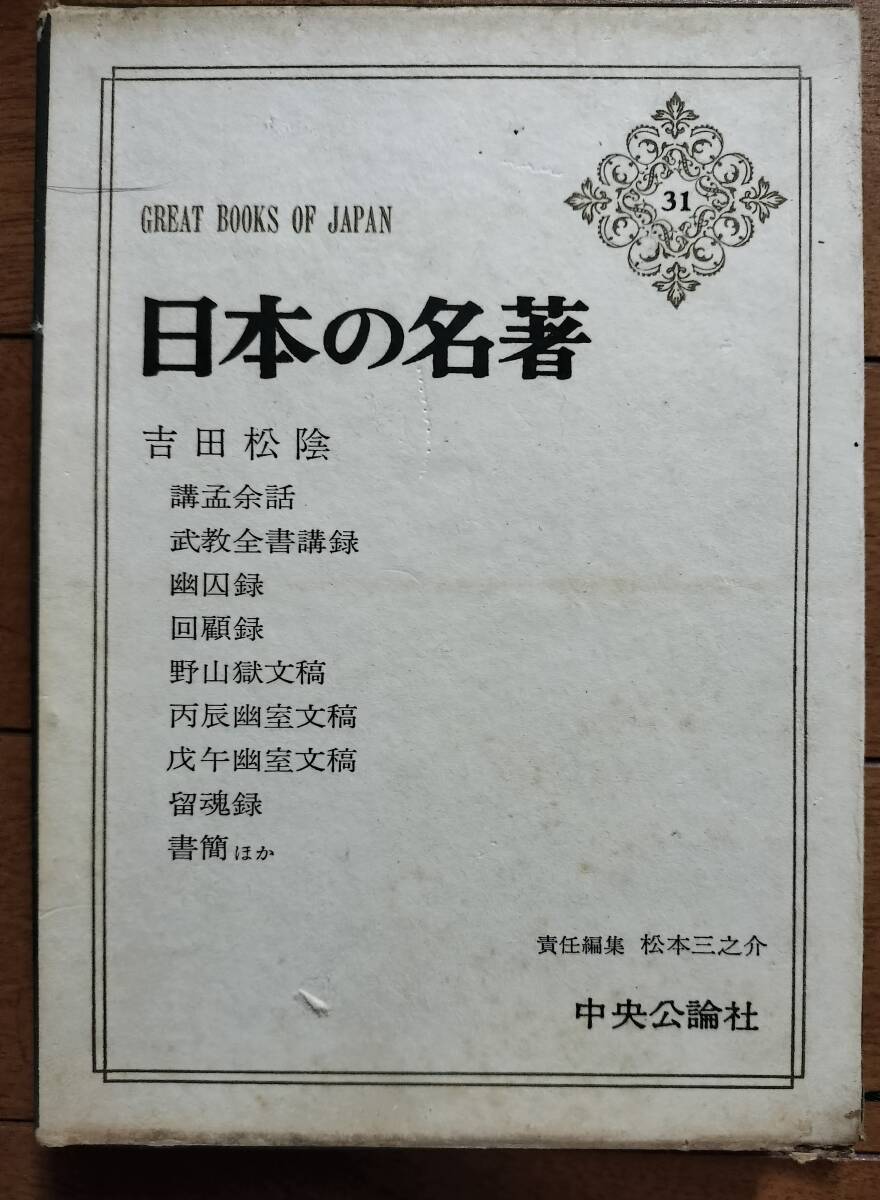 31
GREAT BOOKS OF JAPAN
日本の名著
吉田松陰
講孟余話
武教全書講録
幽囚録
回顧録
野山獄文稿
丙辰幽室文稿
戊午幽室文稿
留魂録
書簡ほか
責任編集 松本三之介
中央公論社